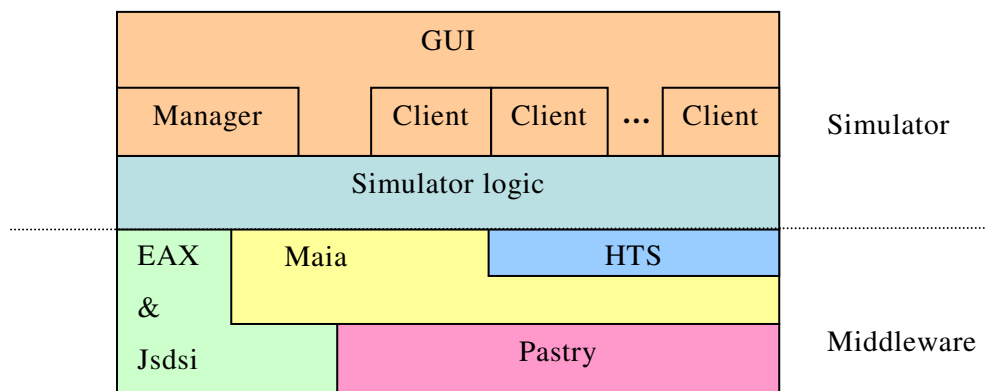 GUI
Manager Client Client ... Client
Simulator
Simulator logic
EAX Maia HTS
&
Jsdsi Pastry Middleware